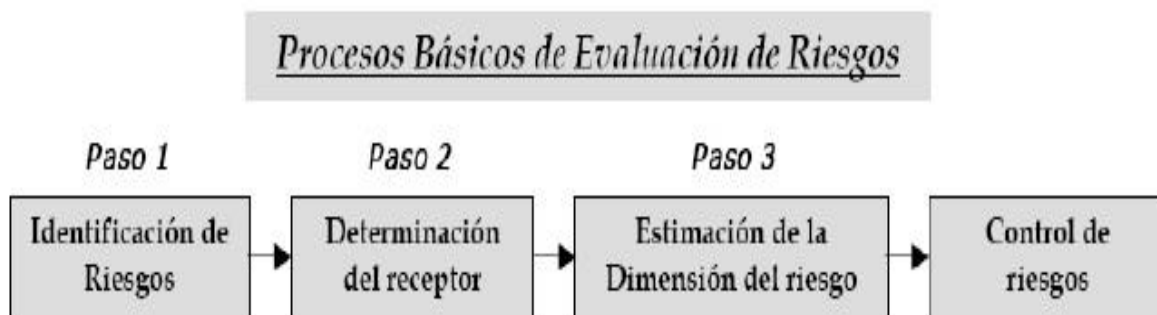 Procesos Básicos de Evaluación de Riesgos
Paso 1
Paso 2
Paso 3
Identificación de
Riesgos
Determinación
del receptor
Estimación de la
Dimensión del riesgo
Control de
riesgos